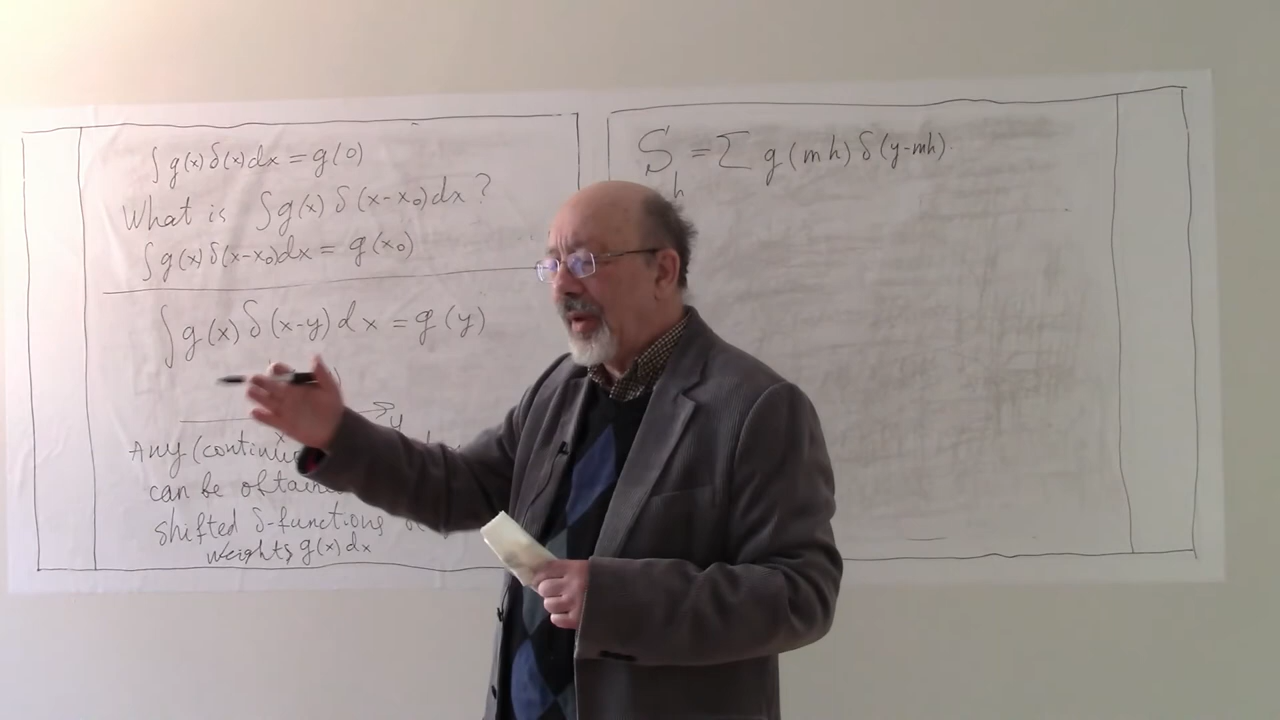 ∫g(x)δ(x)dx = g(0)
What is ∫g(x) δ(x-x₀)dx?
∫g(x)δ(x-x₀)dx = g(x₀)
∫g(x) δ(x-y)dx = g(y)
y
Any (contin
can be obtain
shifted δ-functions
weights g(x)dx
S_h = Σ g(mh) δ(y-mh).